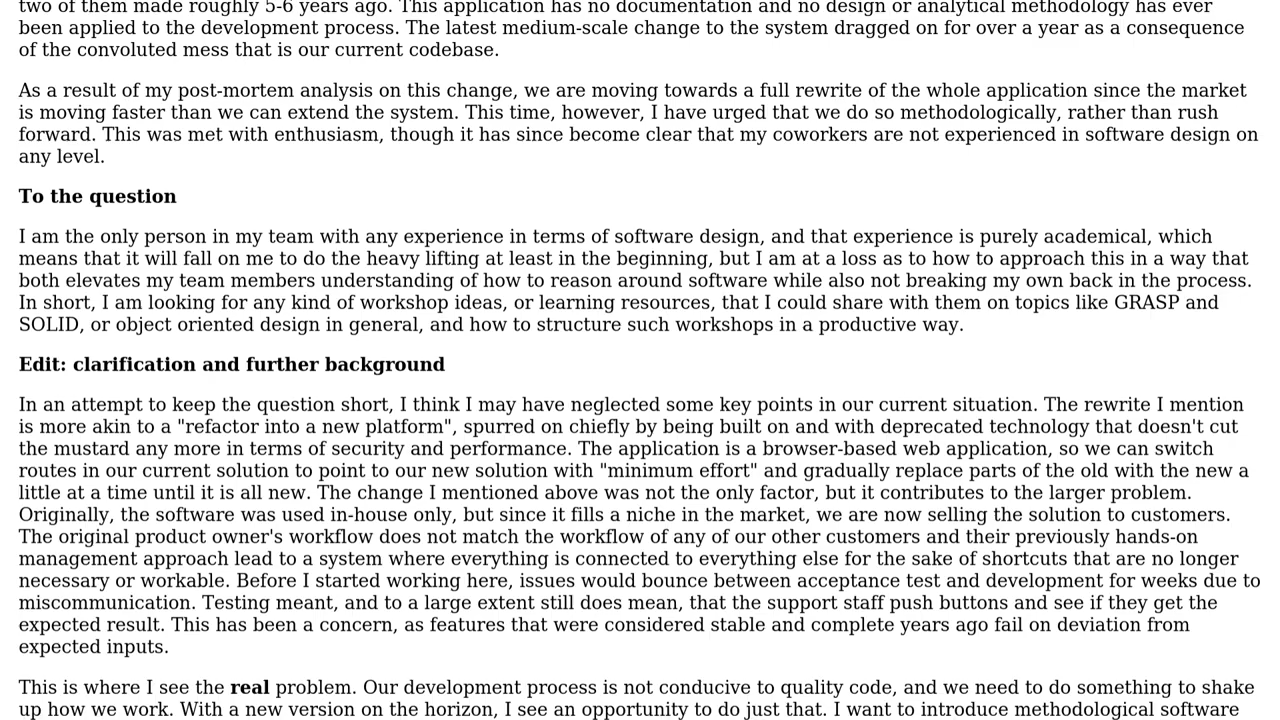 two of them made roughly 5-6 years ago. This application has no documentation and no design or analytical methodology has ever
been applied to the development process. The latest medium-scale change to the system dragged on for over a year as a consequence
of the convoluted mess that is our current codebase.
As a result of my post-mortem analysis on this change, we are moving towards a full rewrite of the whole application since the market
is moving faster than we can extend the system. This time, however, I have urged that we do so methodologically, rather than rush
forward. This was met with enthusiasm, though it has since become clear that my coworkers are not experienced in software design on
any level.
To the question
I am the only person in my team with any experience in terms of software design, and that experience is purely academical, which
means that it will fall on me to do the heavy lifting at least in the beginning, but I am at a loss as to how to approach this in a way that
both elevates my team members understanding of how to reason around software while also not breaking my own back in the process.
In short, I am looking for any kind of workshop ideas, or learning resources, that I could share with them on topics like GRASP and
SOLID, or object oriented design in general, and how to structure such workshops in a productive way.
Edit: clarification and further background
In an attempt to keep the question short, I think I may have neglected some key points in our current situation. The rewrite I mention
is more akin to a "refactor into a new platform", spurred on chiefly by being built on and with deprecated technology that doesn't cut
the mustard any more in terms of security and performance. The application is a browser-based web application, so we can switch
routes in our current solution to point to our new solution with "minimum effort" and gradually replace parts of the old with the new a
little at a time until it is all new. The change I mentioned above was not the only factor, but it contributes to the larger problem.
Originally, the software was used in-house only, but since it fills a niche in the market, we are now selling the solution to customers.
The original product owner's workflow does not match the workflow of any of our other customers and their previously hands-on
management approach lead to a system where everything is connected to everything else for the sake of shortcuts that are no longer
necessary or workable. Before I started working here, issues would bounce between acceptance test and development for weeks due to
miscommunication. Testing meant, and to a large extent still does mean, that the support staff push buttons and see if they get the
expected result. This has been a concern, as features that were considered stable and complete years ago fail on deviation from
expected inputs.
This is where I see the real problem. Our development process is not conducive to quality code, and we need to do something to shake
up how we work. With a new version on the horizon, I see an opportunity to do just that. I want to introduce methodological software